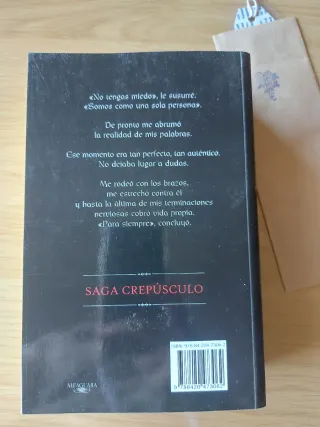 «No tengas miedo», le susurré.
«Somos como una sola persona».
De pronto me abrumó
la realidad de mis palabras.
Ese momento era tan perfecto, tan auténtico.
No dejaba lugar a dudas.
Me rodeó con los brazos,
me estrechó contra él
y hasta la última de mis terminaciones
nerviosas cobró vida propia.
«Para siempre», concluyó.
SAGA CREPÚSCULO
ALFAGUARA